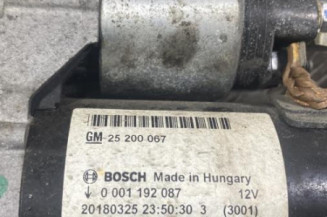 GM 25 200 067
BOSCH Made in Hungary
0 001 192 087 12V
20180325 23:50:30 3 (3001)